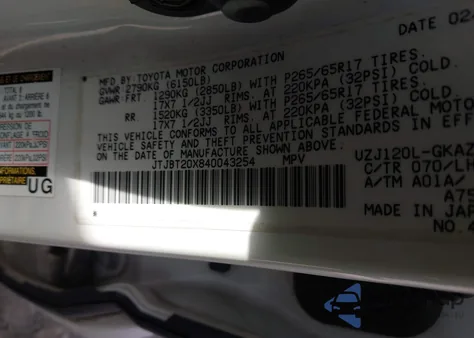 DATE 02
MFD BY TOYOTA MOTOR CORPORATION
GVWR 2790KG (6150LB)
GAWR FRT. 1290KG (2850LB) WITH P265/65R17 TIRES.
17X7 1/2JJ RIMS. AT 220KPA (32PSI) COLD.
RR 1520KG (3350LB) WITH P265/65R17 TIRES.
17X7 1/2JJ RIMS. AT 220KPA (32PSI) COLD.
THIS VEHICLE CONFORMS TO ALL APPLICABLE FEDERAL MOTO
VEHICLE SAFETY AND THEFT PREVENTION STANDARDS IN EFF
ON THE DATE OF MANUFACTURE SHOWN ABOVE.
JTJBT20X840043254 MPV
UZJ120L-GKAZ
C/TR 070/LH
A/TM A01A/
A75
MADE IN JAP
NO. 4
UG